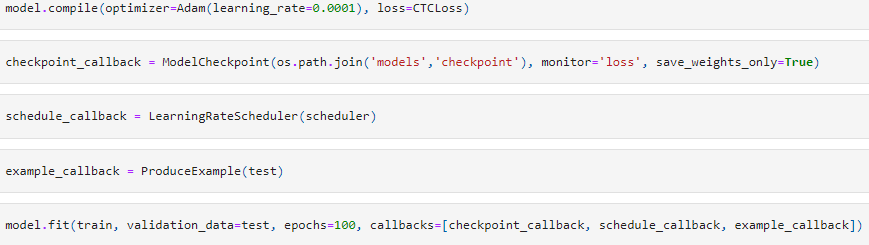 model.compile(optimizer=Adam(learning_rate=0.0001), loss=CTCLoss)
checkpoint_callback = ModelCheckpoint(os.path.join('models','checkpoint'), monitor='loss', save_weights_only=True)
schedule_callback = LearningRateScheduler(scheduler)
example_callback = ProduceExample(test)
model.fit(train, validation_data=test, epochs=100, callbacks=[checkpoint_callback, schedule_callback, example_callback])